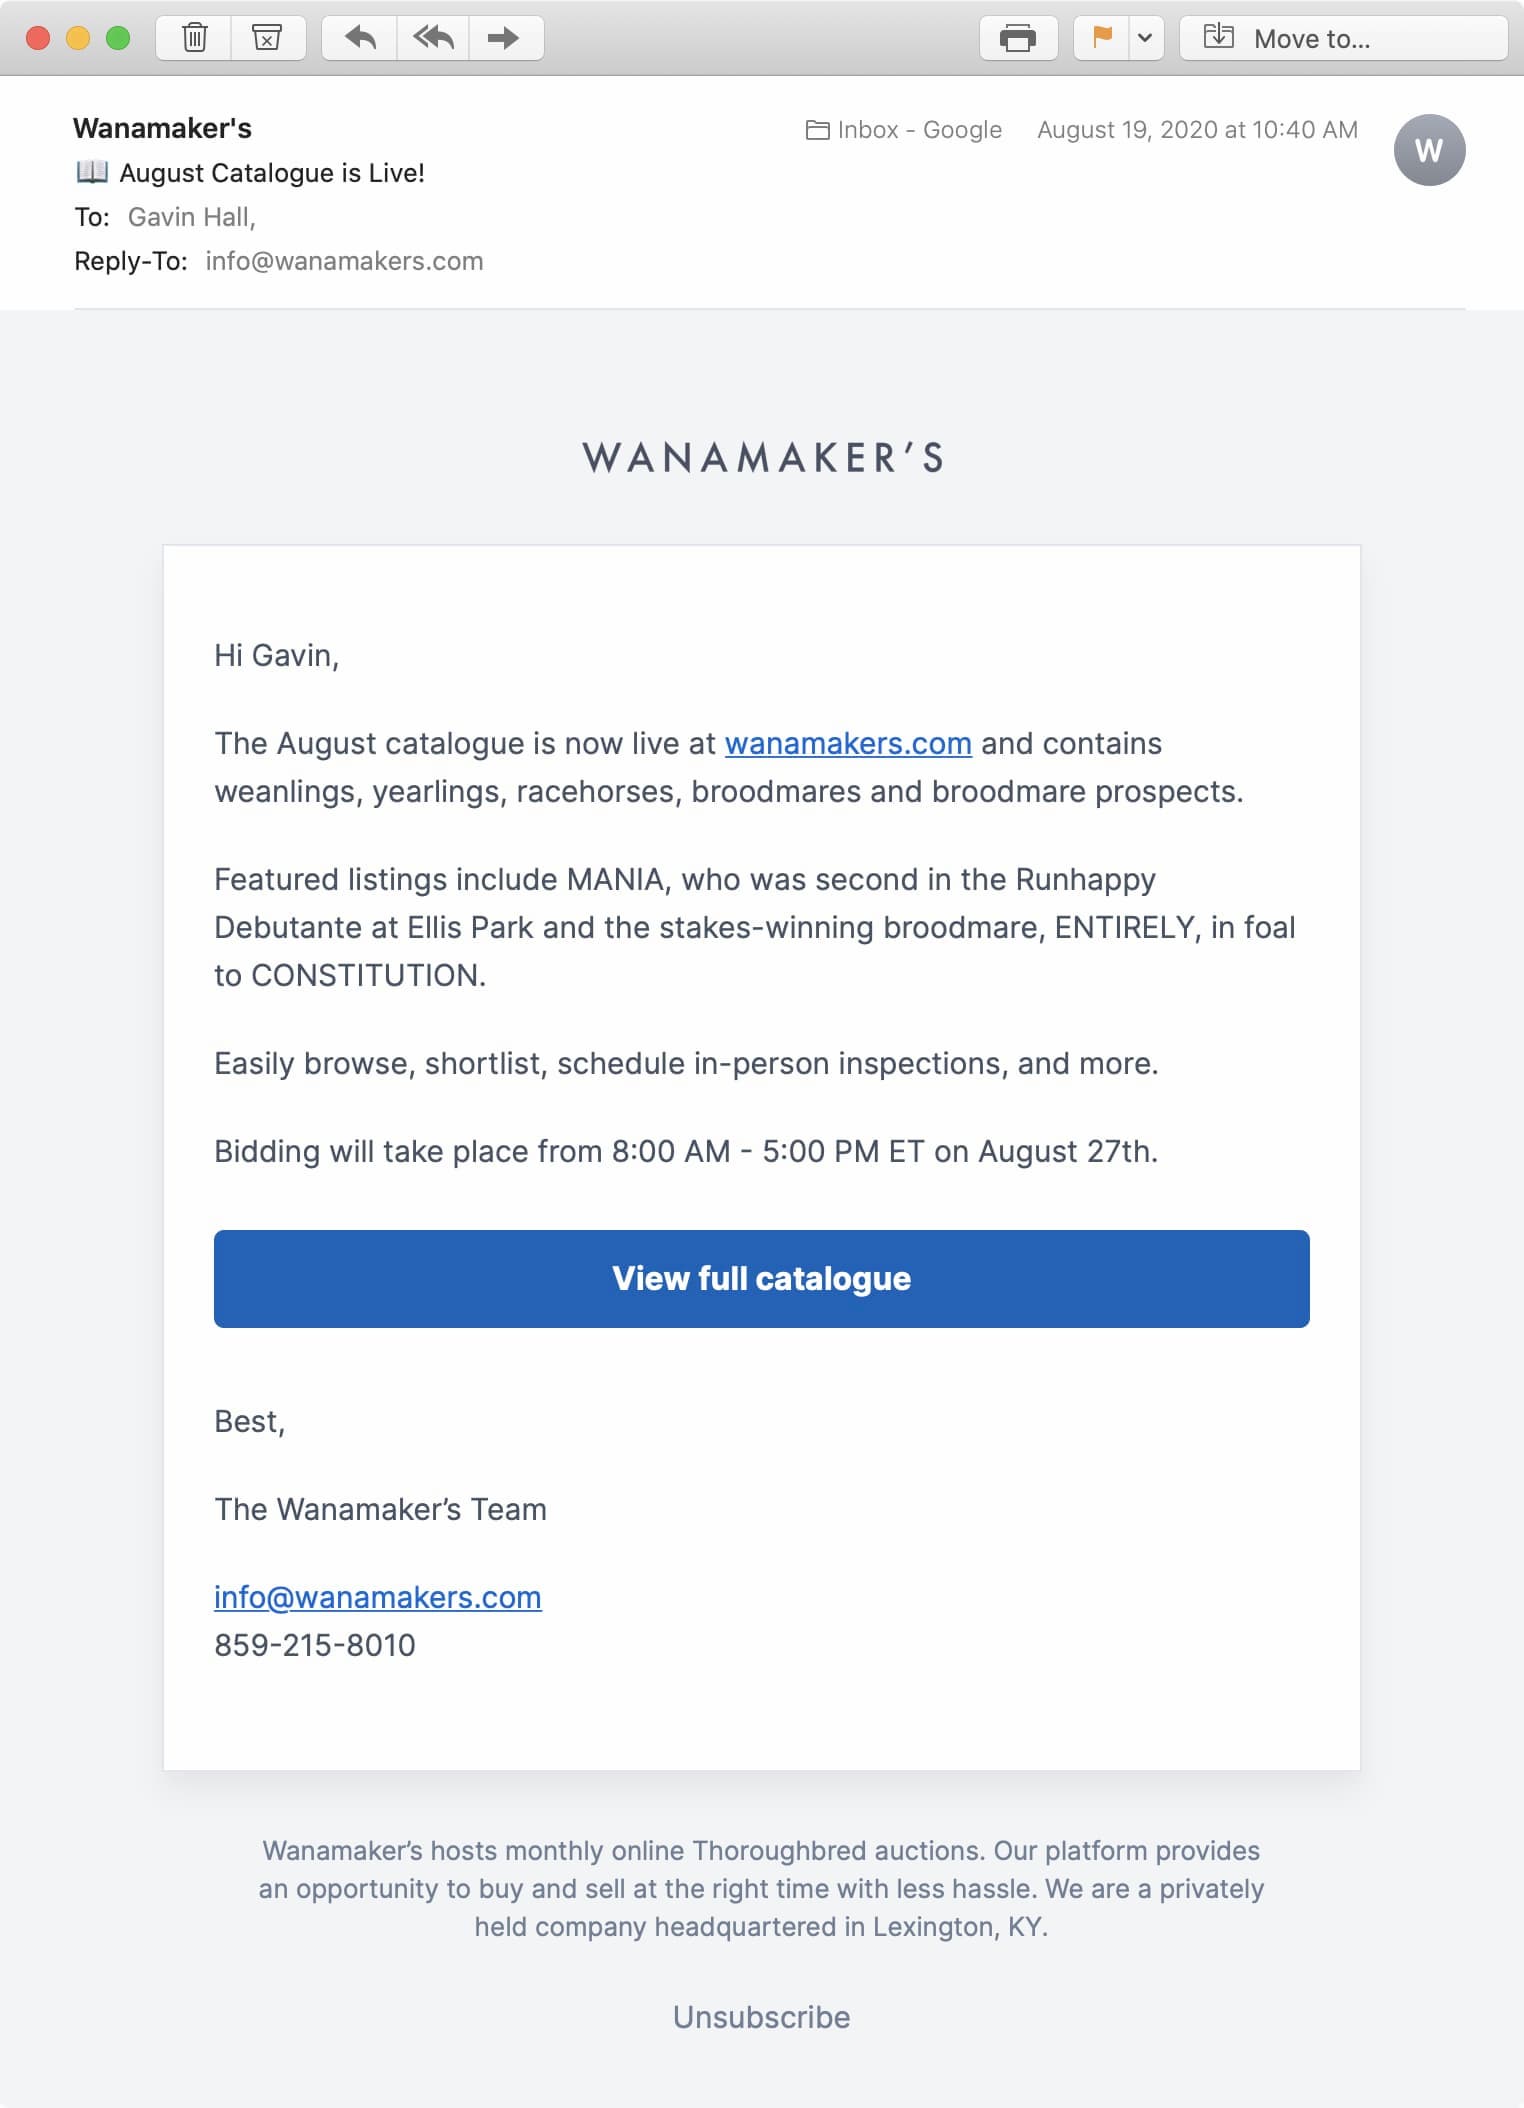 Move to...
Wanamaker's
Inbox - Google August 19, 2020 at 10:40 AM
W
📖 August Catalogue is Live!
To: Gavin Hall,
Reply-To: info@wanamakers.com
WANAMAKER’S
Hi Gavin,
The August catalogue is now live at wanamakers.com and contains
weanlings, yearlings, racehorses, broodmares and broodmare prospects.
Featured listings include MANIA, who was second in the Runhappy
Debutante at Ellis Park and the stakes-winning broodmare, ENTIRELY, in foal
to CONSTITUTION.
Easily browse, shortlist, schedule in-person inspections, and more.
Bidding will take place from 8:00 AM - 5:00 PM ET on August 27th.
View full catalogue
Best,
The Wanamaker’s Team
info@wanamakers.com
859-215-8010
Wanamaker’s hosts monthly online Thoroughbred auctions. Our platform provides
an opportunity to buy and sell at the right time with less hassle. We are a privately
held company headquartered in Lexington, KY.
Unsubscribe